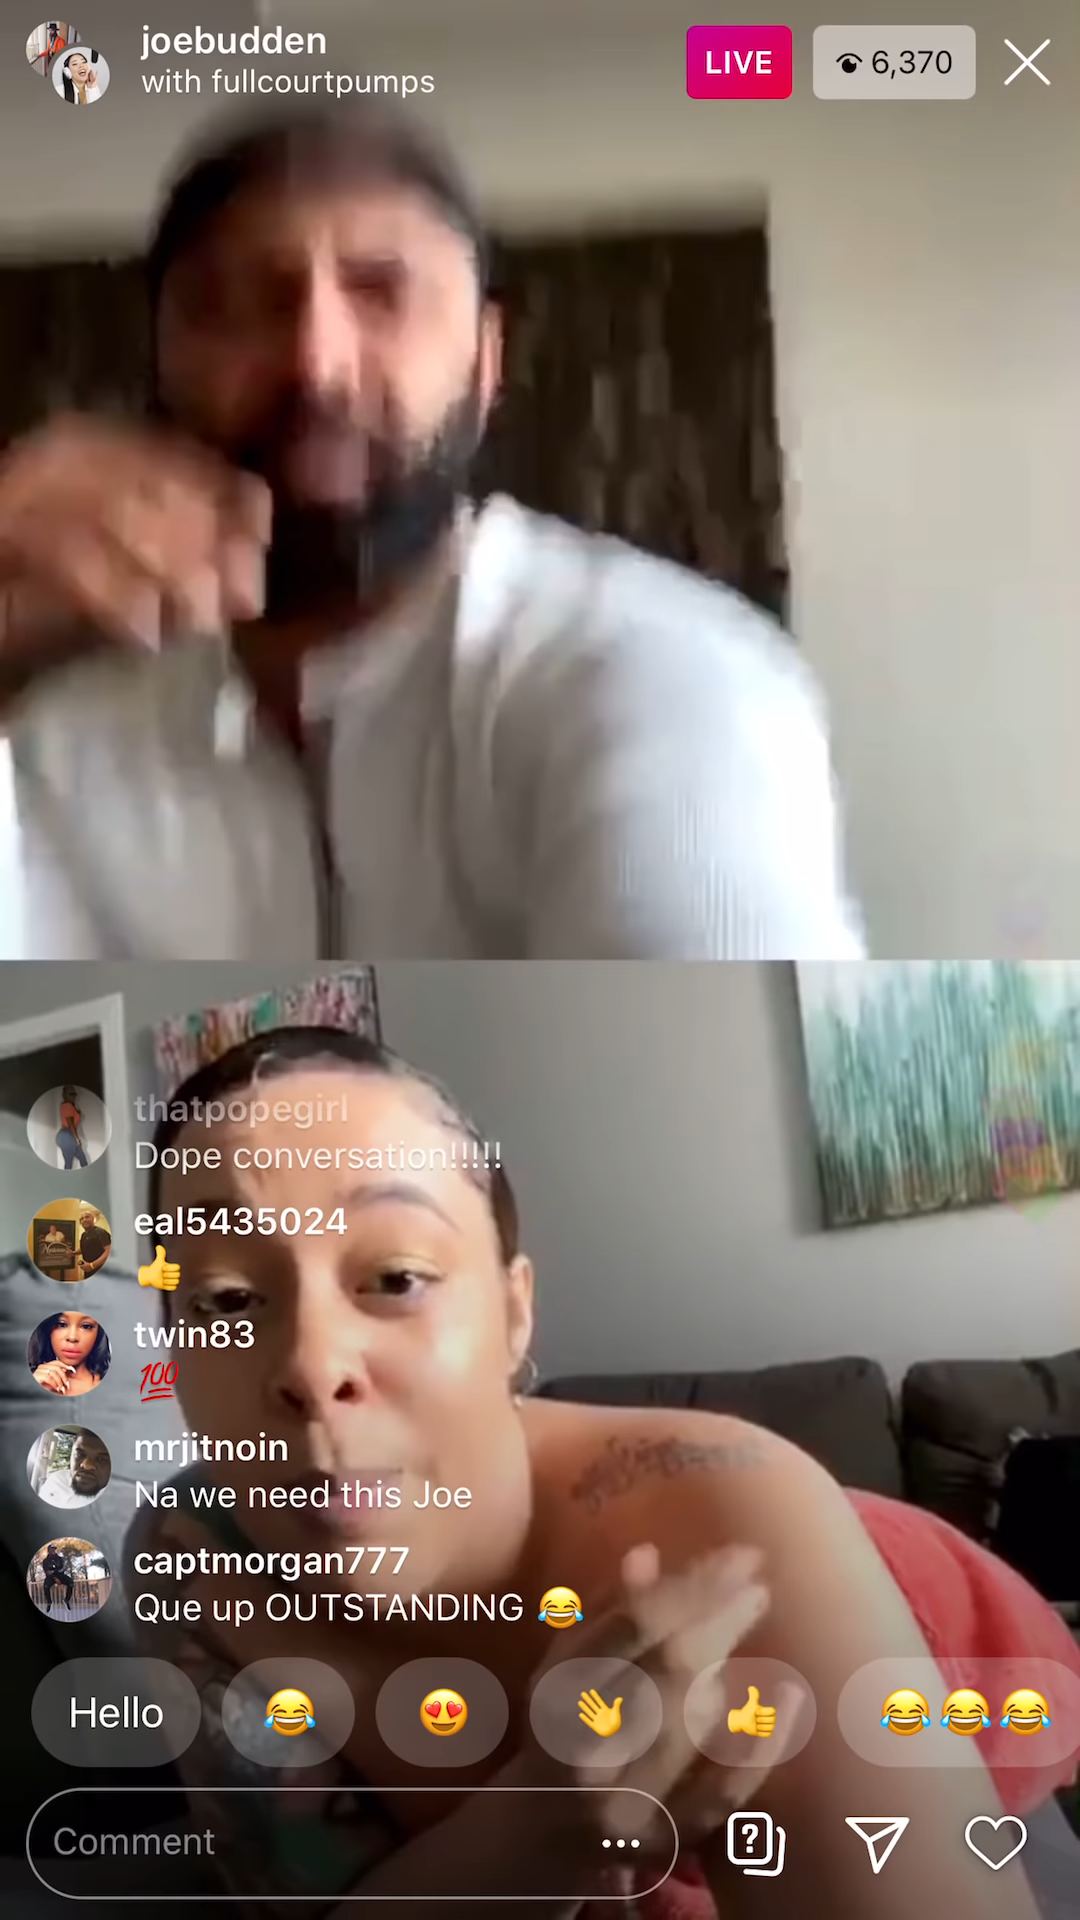 joebudden
with fullcourtpumps
LIVE
6,370
thatpopegirl
Dope conversation!!!!!
eal5435024
👍
twin83
💯
mrjitnoin
Na we need this Joe
captmorgan777
Que up OUTSTANDING 😂
Hello 😂 😍 👋 👍 😂😂😂
Comment